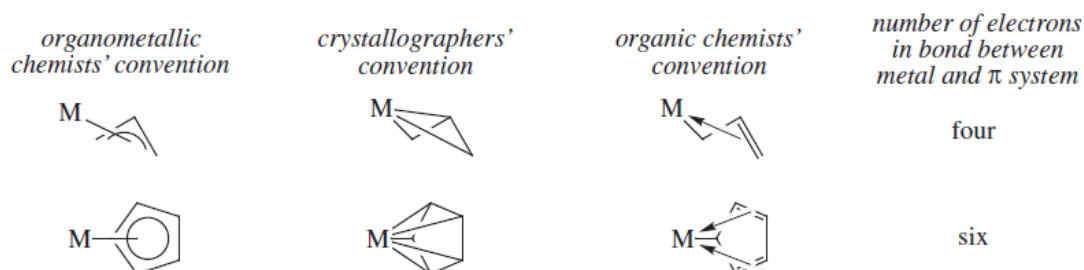 organometallic
chemists' convention
crystallographers'
convention
organic chemists'
convention
number of electrons
in bond between
metal and π system
M
M
M
four
M
M
M
six